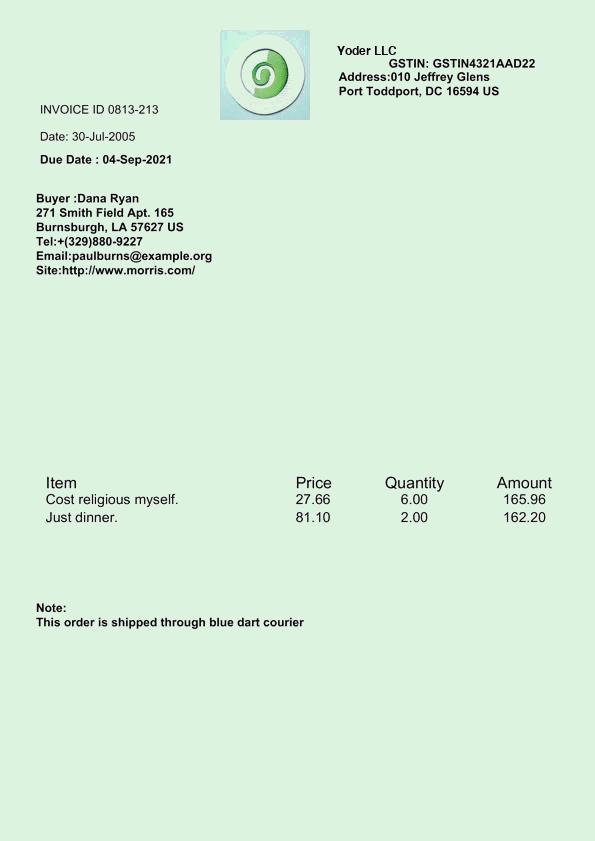 Yoder LLC
GSTIN: GSTIN4321AAD22
Address:010 Jeffrey Glens
Port Toddport, DC 16594 US
INVOICE ID 0813-213
Date: 30-Jul-2005
Due Date : 04-Sep-2021
Buyer :Dana Ryan
271 Smith Field Apt. 165
Burnsburgh, LA 57627 US
Tel:+(329)880-9227
Email:paulburns@example.org
Site:http://www.morris.com/
Item Price Quantity Amount
Cost religious myself. 27.66 6.00 165.96
Just dinner. 81.10 2.00 162.20
Note:
This order is shipped through blue dart courier